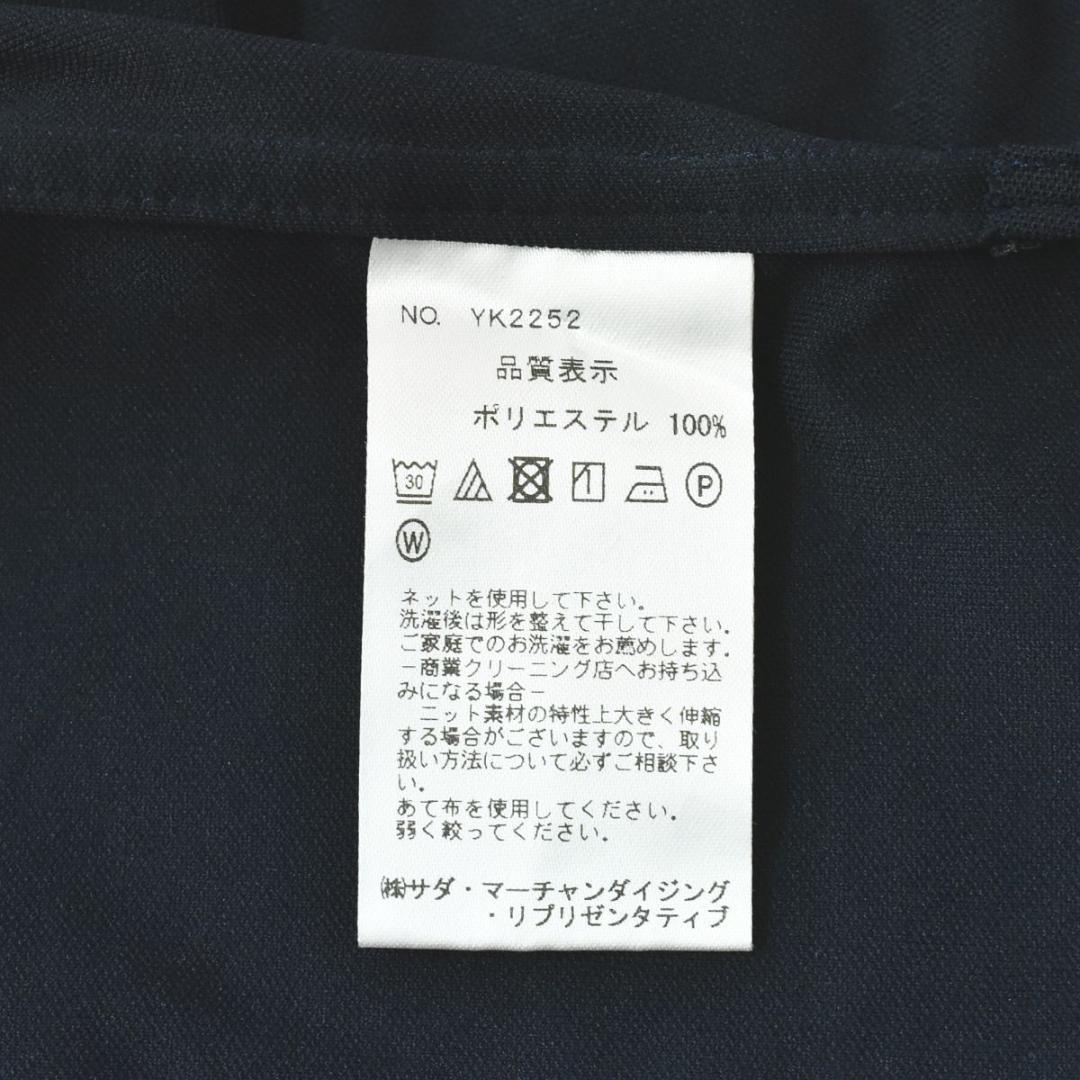 NO. YK2252
品質表示
ポリエステル 100%
30 P
W
ネットを使用して下さい。
洗濯後は形を整えて干して下さい。
ご家庭でのお洗濯をお薦めします。
－商業クリーニング店へお持ち込
みになる場合－
　ニット素材の特性上大きく伸縮
する場合がございますので、取り
扱い方法について必ずご相談下さ
い。
あて布を使用してください。
弱く絞ってください。
㈱サダ・マーチャンダイジング
・リプリゼンタティブ